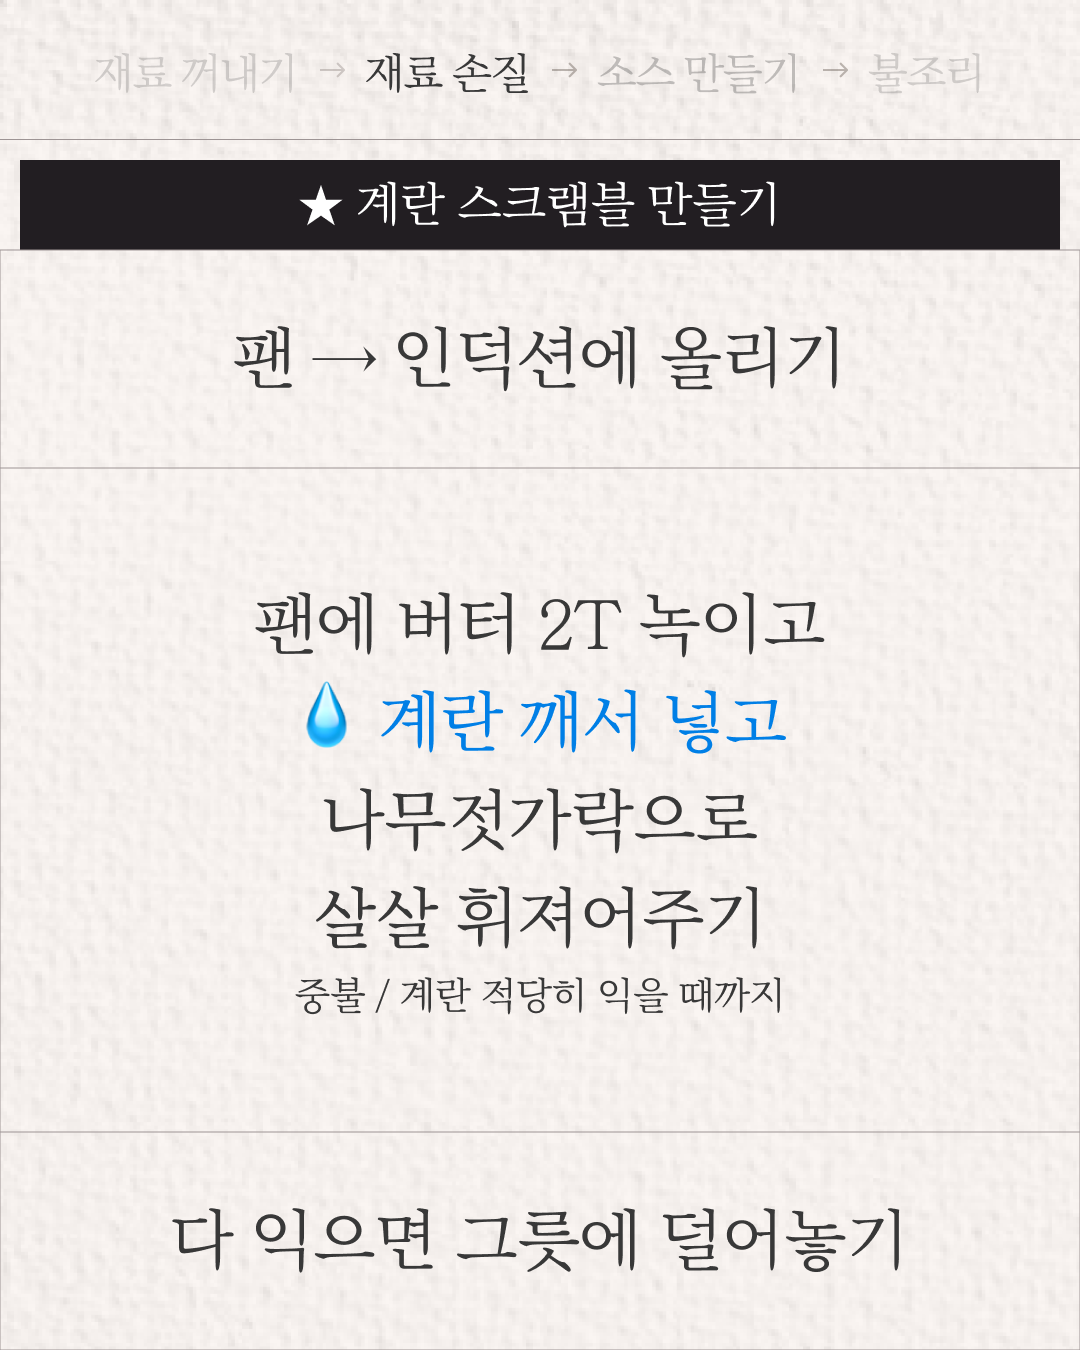 재료 꺼내기 → 재료 손질 → 소스 만들기 → 불조리
★ 계란 스크램블 만들기
팬 → 인덕션에 올리기
팬에 버터 2T 녹이고
💧 계란 깨서 넣고
나무젓가락으로
살살 휘져어주기
중불 / 계란 적당히 익을 때까지
다 익으면 그릇에 덜어놓기